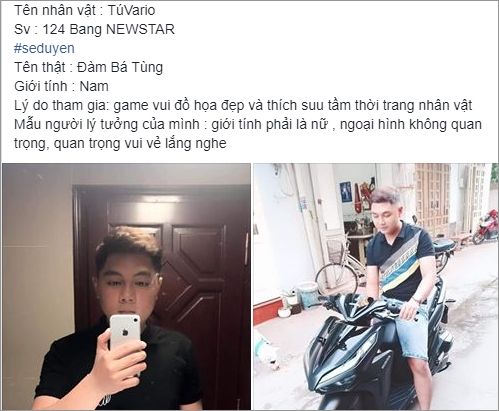 Tên nhân vật : TúVario
Sv : 124 Bang NEWSTAR
#seduyen
Tên thật : Đàm Bá Tùng
Giới tính : Nam
Lý do tham gia: game vui đồ họa đẹp và thích suu tầm thời trang nhân vật
Mẫu người lý tưởng của mình : giới tính phải là nữ , ngoại hình không quan
trọng, quan trọng vui vẻ lắng nghe